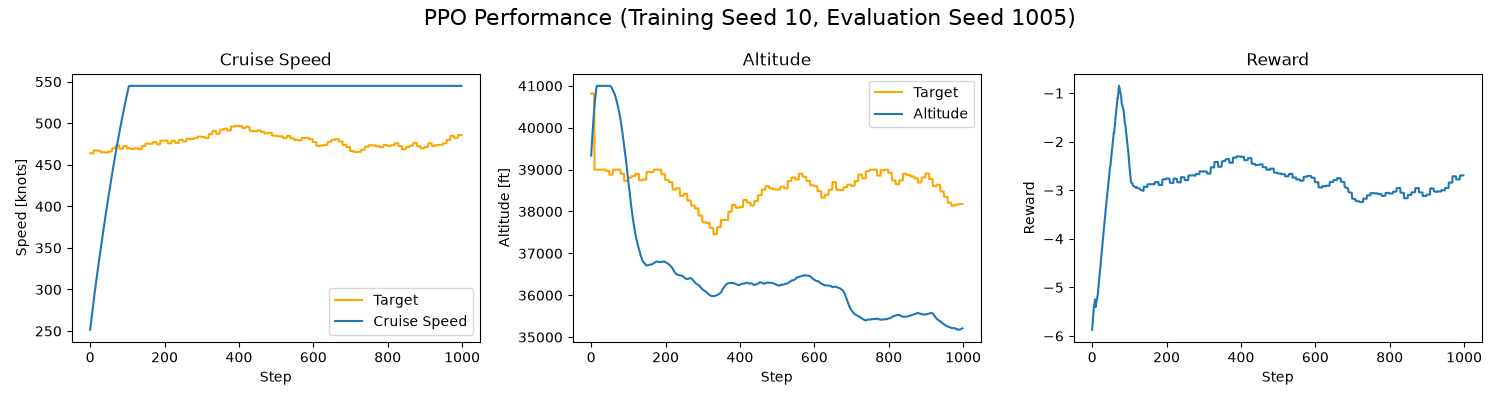 PPO Performance (Training Seed 10, Evaluation Seed 1005)
Cruise Speed
550
500
450
400
350
300
250
Speed [knots]
0 200 400 600 800 1000
Step
Target
Cruise Speed
Altitude
41000
40000
39000
38000
37000
36000
35000
Altitude [ft]
0 200 400 600 800 1000
Step
Target
Altitude
Reward
−1
−2
−3
−4
−5
−6
Reward
0 200 400 600 800 1000
Step